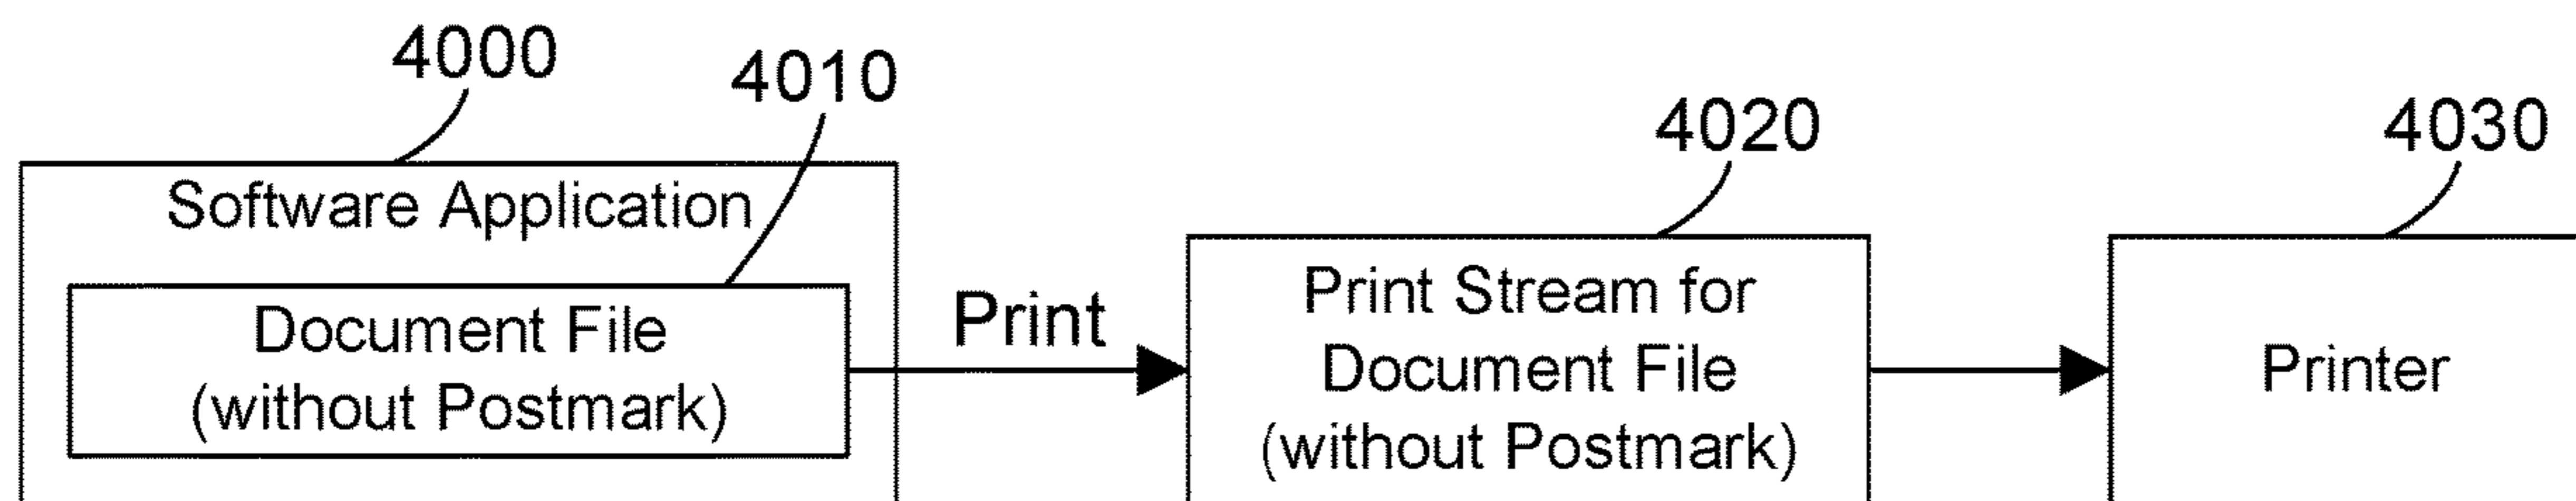 4000
4010
4020
4030
Software Application
Document File
(without Postmark)
Print
Print Stream for
Document File
(without Postmark)
Printer